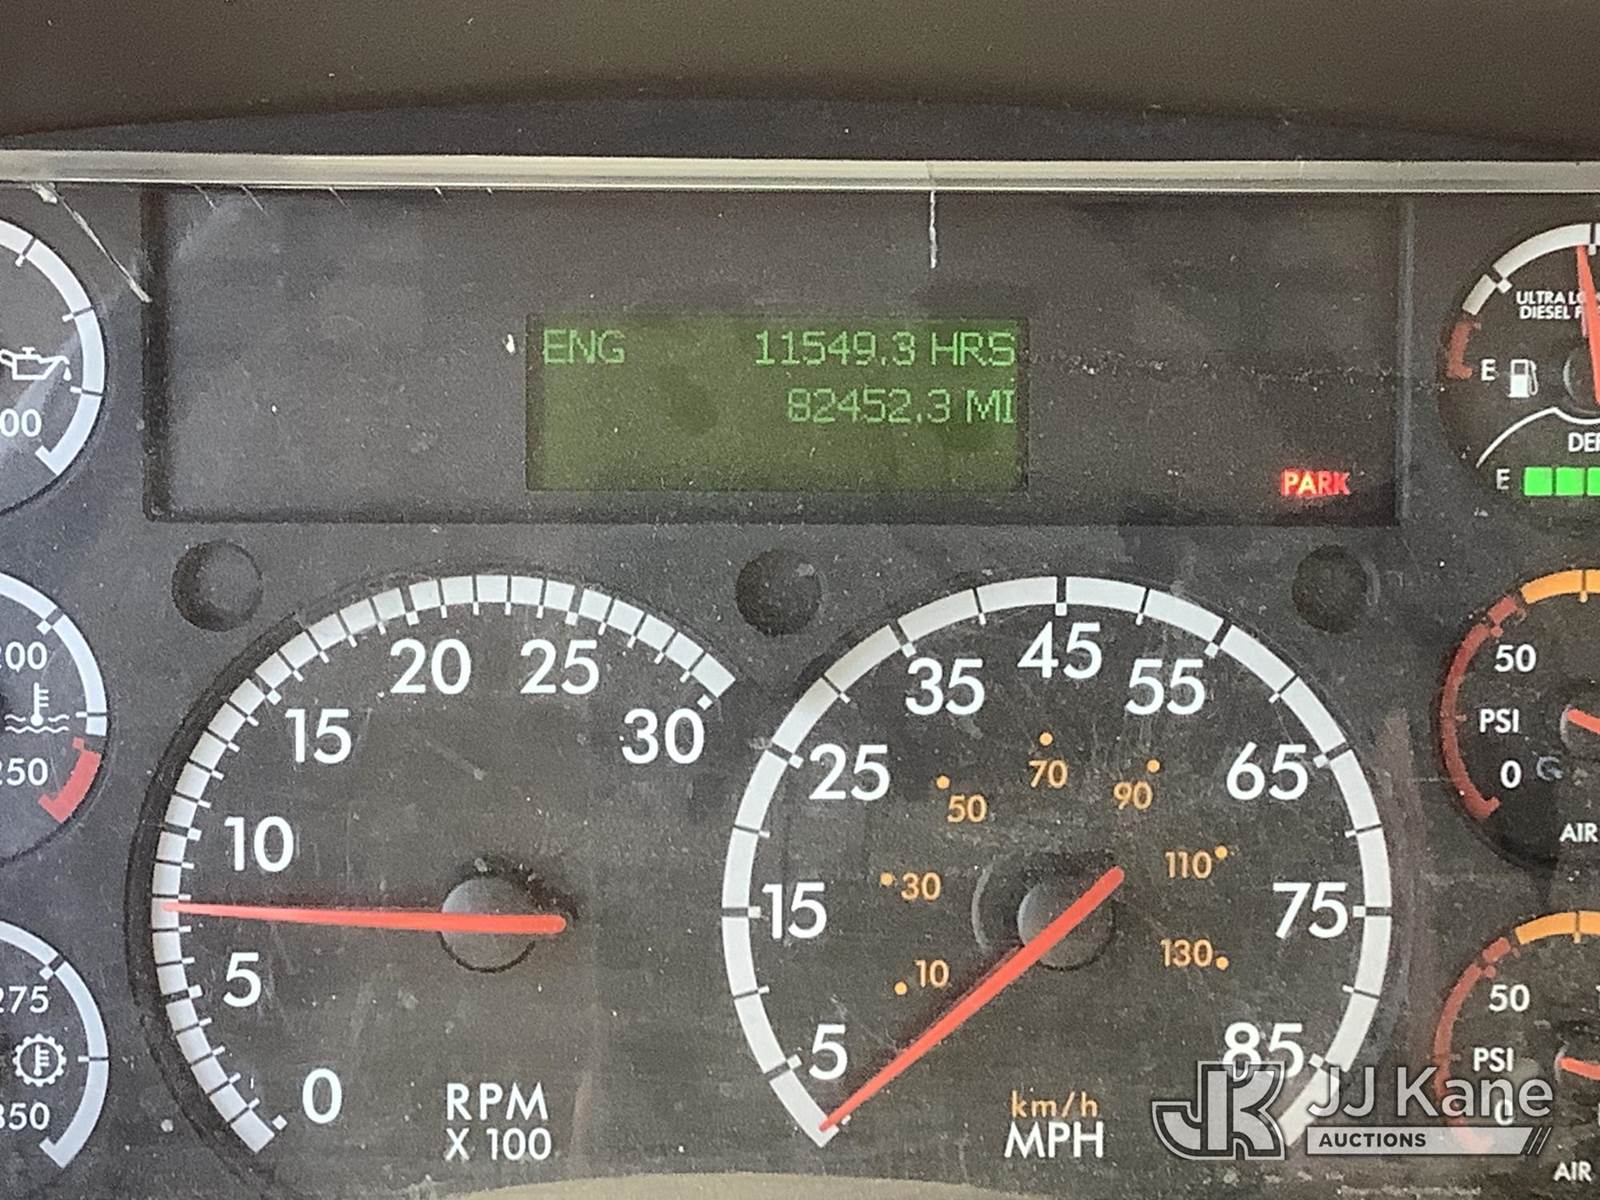 ENG 11549.3 HRS
82452.3 MI
PARK
ULTRA
DIESEL
E
E
00
200
250
275
350
0
5
10
15
20
25
30
RPM
X 100
5
15
25
35
45
55
65
75
85
10
30
50
70
90
110
130
km/h
MPH
50
PSI
0
AIR
50
PSI
0
AIR
JJ Kane
AUCTIONS